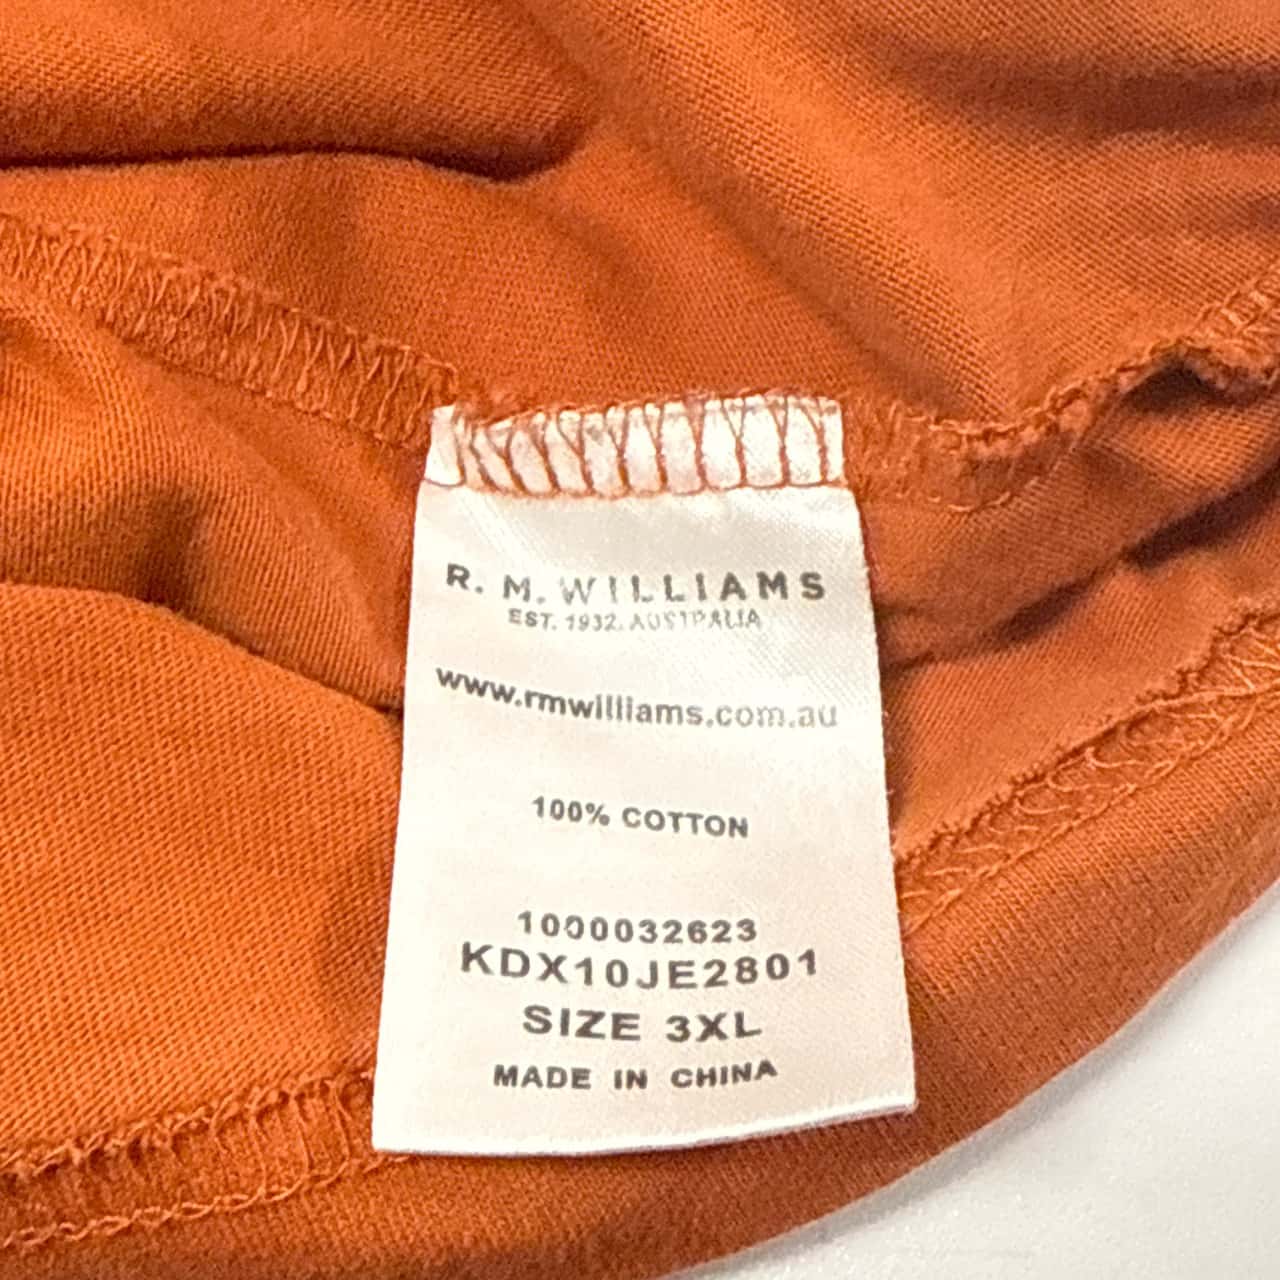 R. M. WILLIAMS
EST. 1932. AUSTRALIA
www.rmwilliams.com.au
100% COTTON
1000032623
KDX10JE2801
SIZE 3XL
MADE IN CHINA